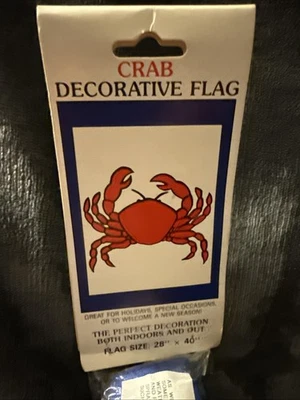 CRAB
DECORATIVE FLAG
GREAT FOR HOLIDAYS, SPECIAL OCCASIONS,
OR TO WELCOME A NEW SEASON!
THE PERFECT DECORATION
BOTH INDOORS AND OUT
FLAG SIZE: 28" × 40"